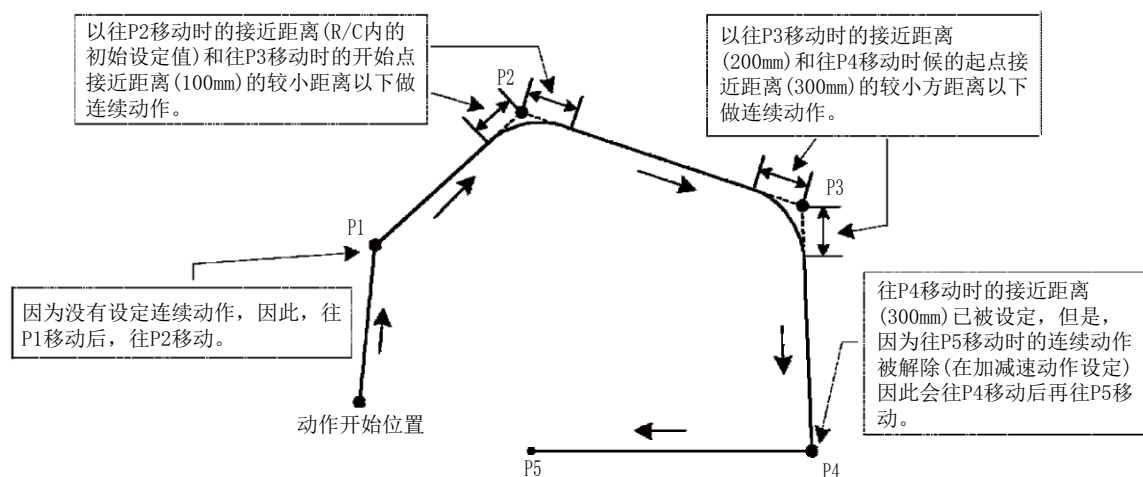 以往P2移动时的接近距离(R/C内的
初始设定值)和往P3移动时的开始点
接近距离(100mm)的较小距离以下做
连续动作。
以往P3移动时的接近距离
(200mm)和往P4移动时候的起点接
近距离(300mm)的较小方距离以下
做连续动作。
P2
P3
P1
因为没有设定连续动作，因此，往
P1移动后，往P2移动。
往P4移动时的接近距离
(300mm)已被设定，但是，
因为往P5移动时的连续动作
被解除(在加减速动作设定)
因此会往P4移动后再往P5移
动。
动作开始位置
P5
P4